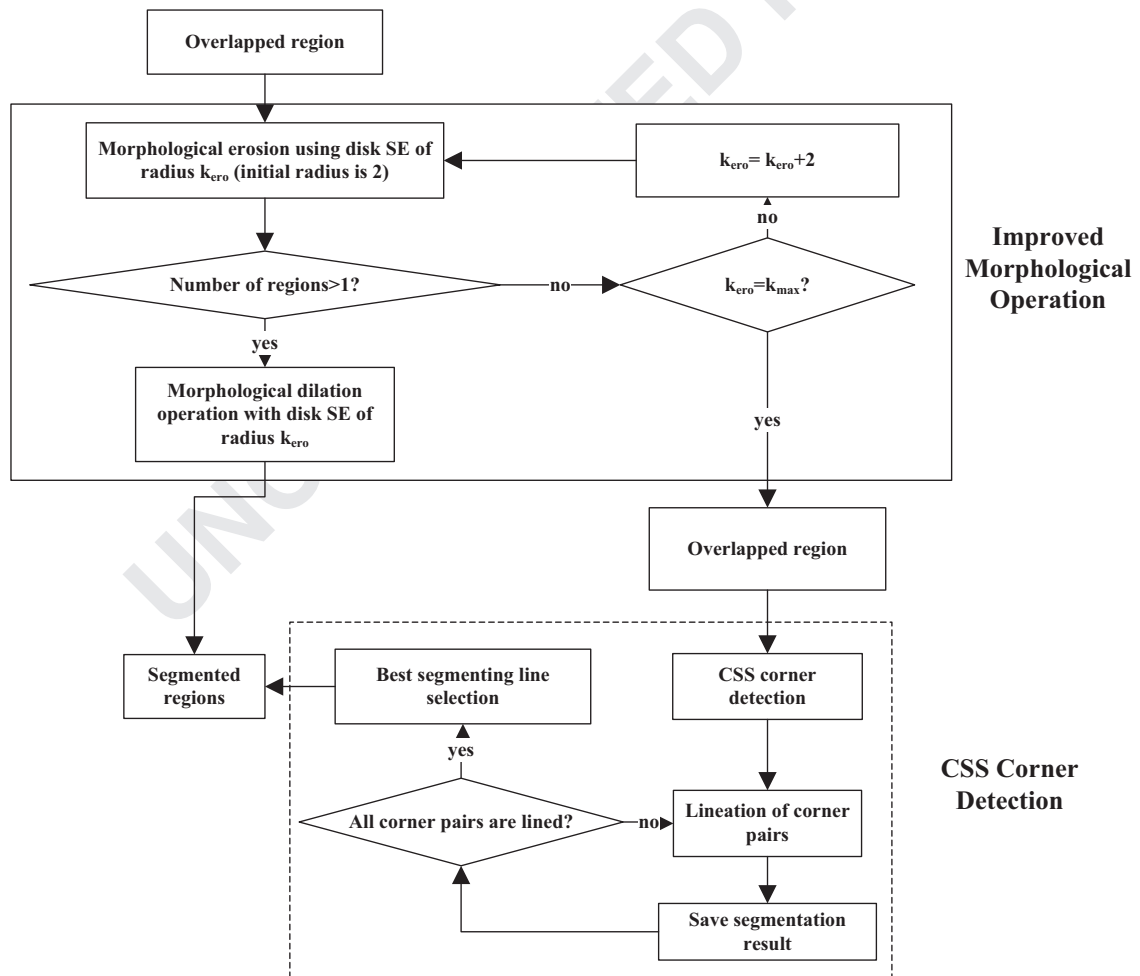 Overlapped region
Morphological erosion using disk SE of
radius kero (initial radius is 2)
kero= kero+2
no
Improved
Morphological
Operation
Number of regions>1?
no
kero=kmax?
yes
Morphological dilation
operation with disk SE of
radius kero
yes
Overlapped region
Segmented
regions
Best segmenting line
selection
CSS corner
detection
yes
CSS Corner
Detection
All corner pairs are lined?
no
Lineation of corner
pairs
Save segmentation
result